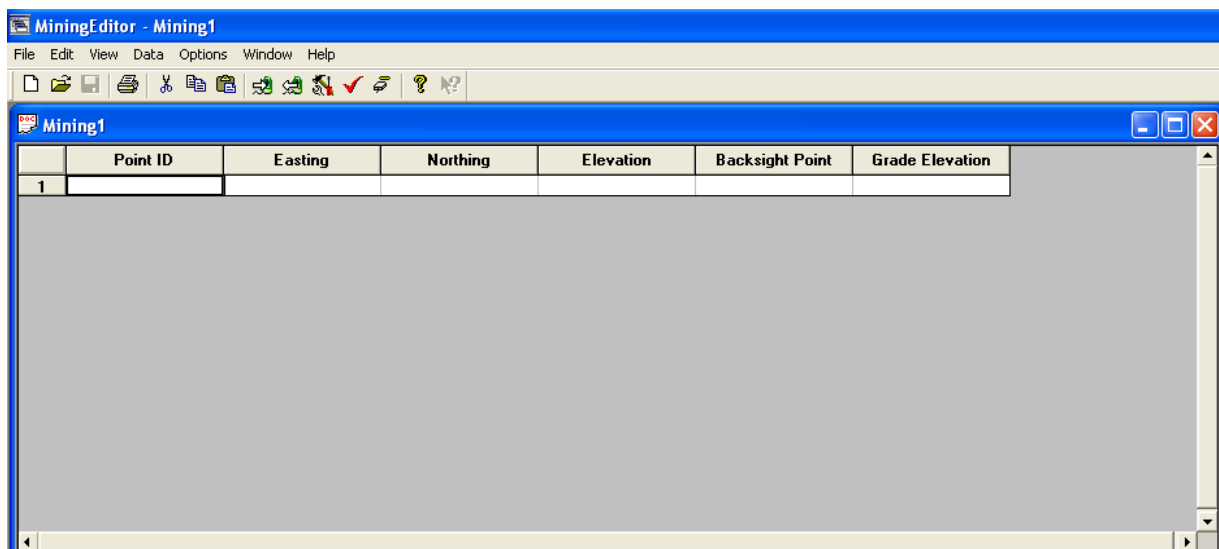 MiningEditor - Mining1
File Edit View Data Options Window Help
Mining1
Point ID Easting Northing Elevation Backsight Point Grade Elevation
1